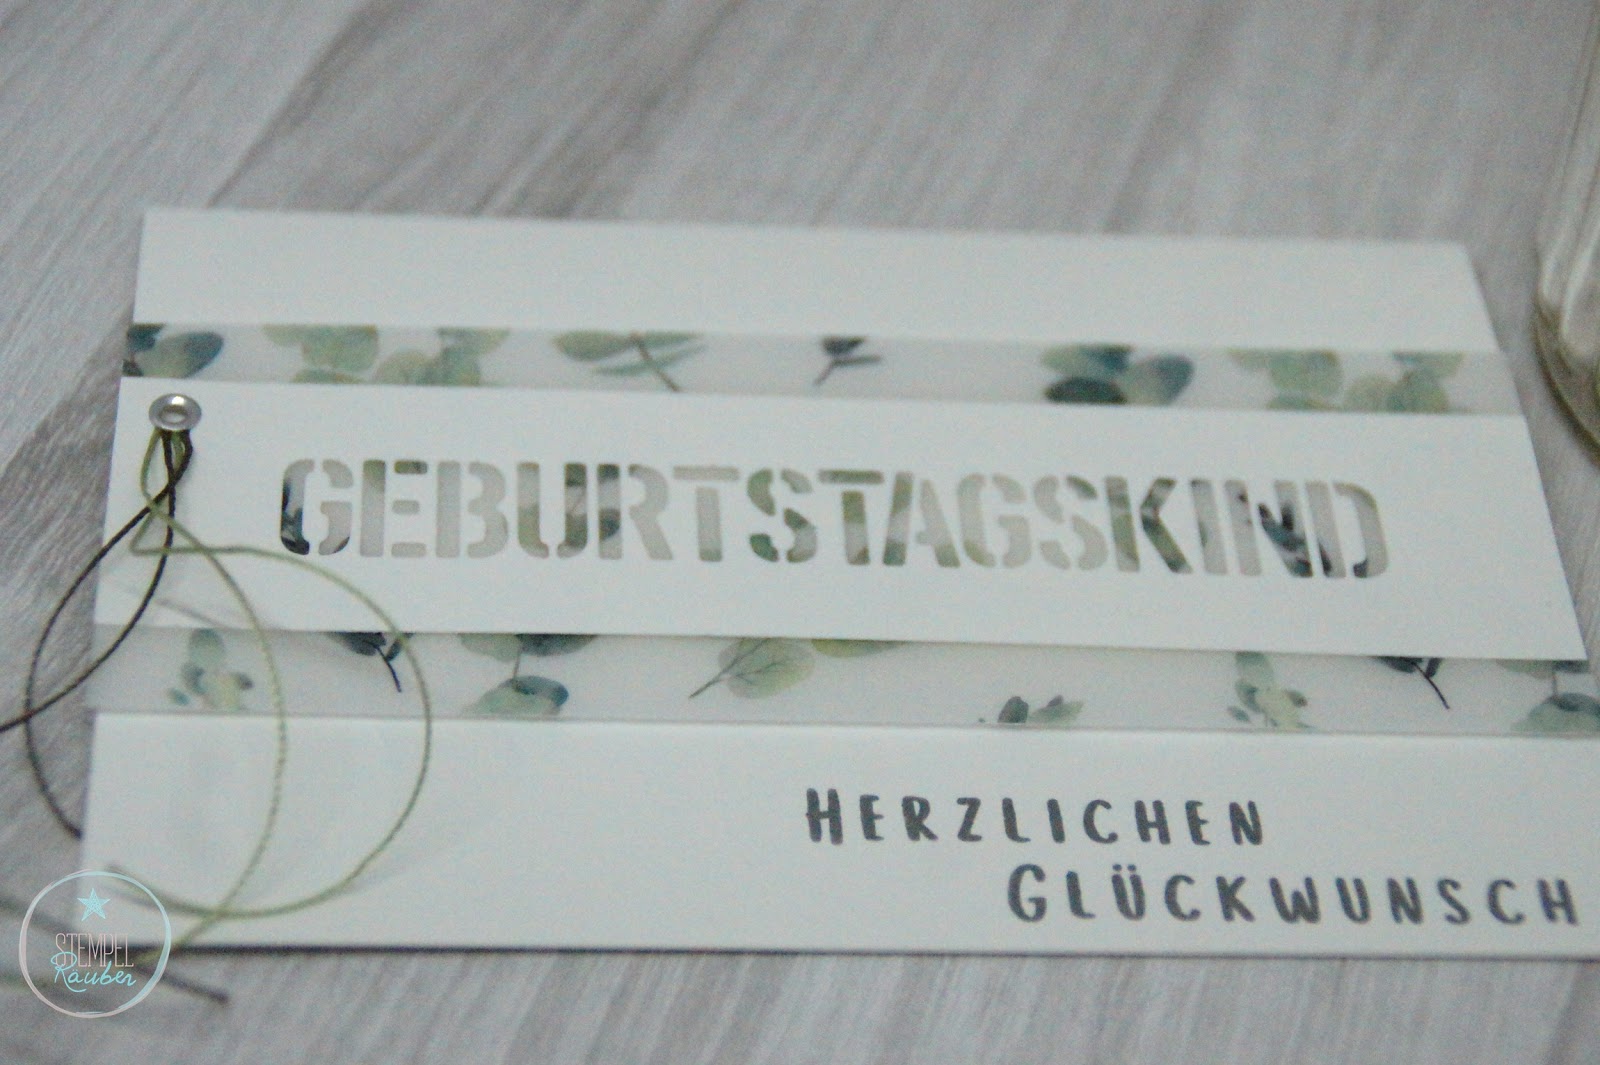 GEBURTSTAGSKIND
HERZLICHEN
GLÜCKWUNSCH
STEMPEL
Räuber